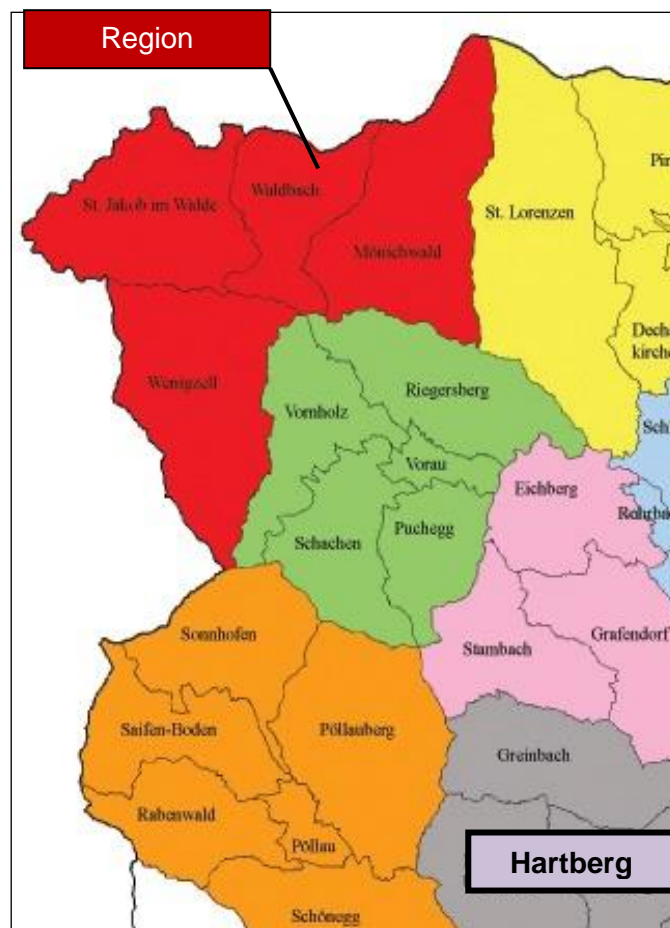 Region
Waldbach
St. Jakob im Walde
St. Lorenzen
Mönichwald
Wenigzell
Riegersberg
Vornholz
Vorau
Eichberg
Puchegg
Schachen
Sonnhofen
Stambach
Grafendorf
Saifen-Boden
Pöllauberg
Greinbach
Rabenwald
Pöllau
Hartberg
Schönegg